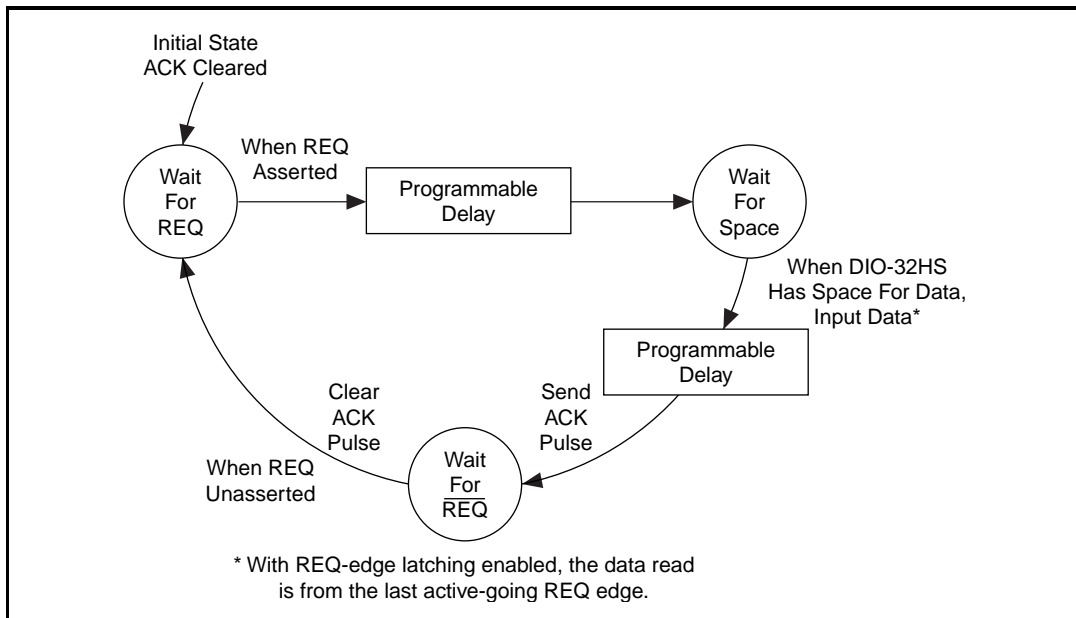 Initial State
ACK Cleared
When REQ
Asserted
Wait
For
REQ
Programmable
Delay
Wait
For
Space
When DIO-32HS
Has Space For Data,
Input Data*
Programmable
Delay
Send
ACK
Pulse
Clear
ACK
Pulse
When REQ
Unasserted
Wait
For
R̅E̅Q̅
* With REQ-edge latching enabled, the data read
is from the last active-going REQ edge.